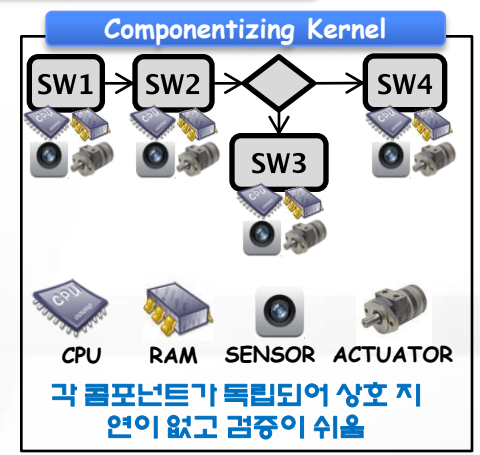 Componentizing Kernel
SW1 SW2 SW4
SW3
CPU
CPU RAM SENSOR ACTUATOR
각 콤포넌트가 독립되어 상호 지
연이 없고 검증이 쉬움